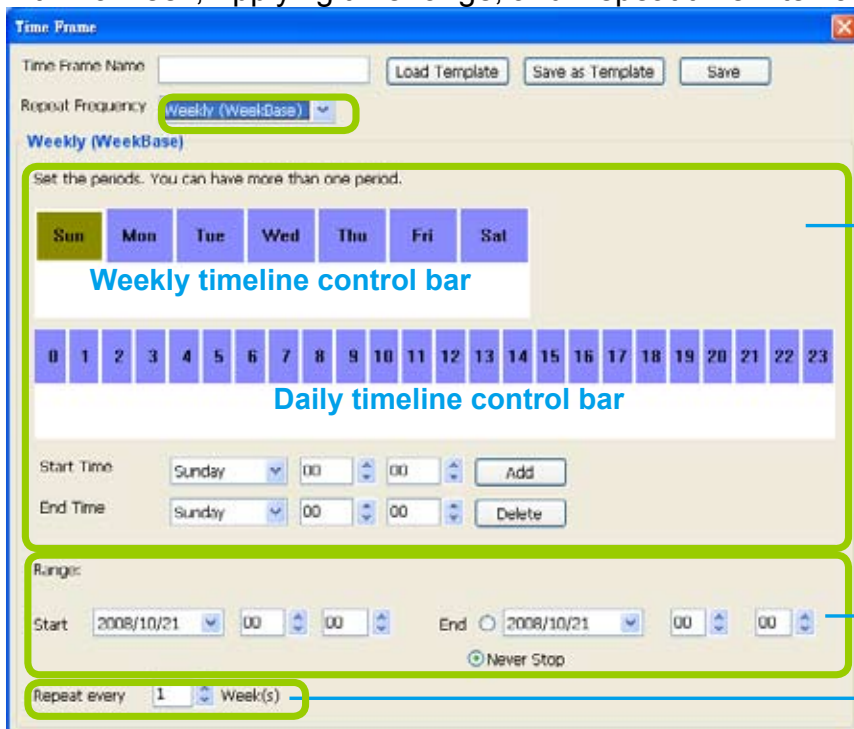 Time Frame
Time Frame Name Load Template Save as Template Save
Repeat Frequency Weekly (WeekBase)
Weekly (WeekBase)
Set the periods. You can have more than one period.
Sun Mon Tue Wed Thu Fri Sat
Weekly timeline control bar
0 1 2 3 4 5 6 7 8 9 10 11 12 13 14 15 16 17 18 19 20 21 22 23
Daily timeline control bar
Start Time Sunday 00 00 Add
End Time Sunday 00 00 Delete
Range:
Start 2008/10/21 00 00 End 2008/10/21 00 00
Never Stop
Repeat every 1 Week(s)